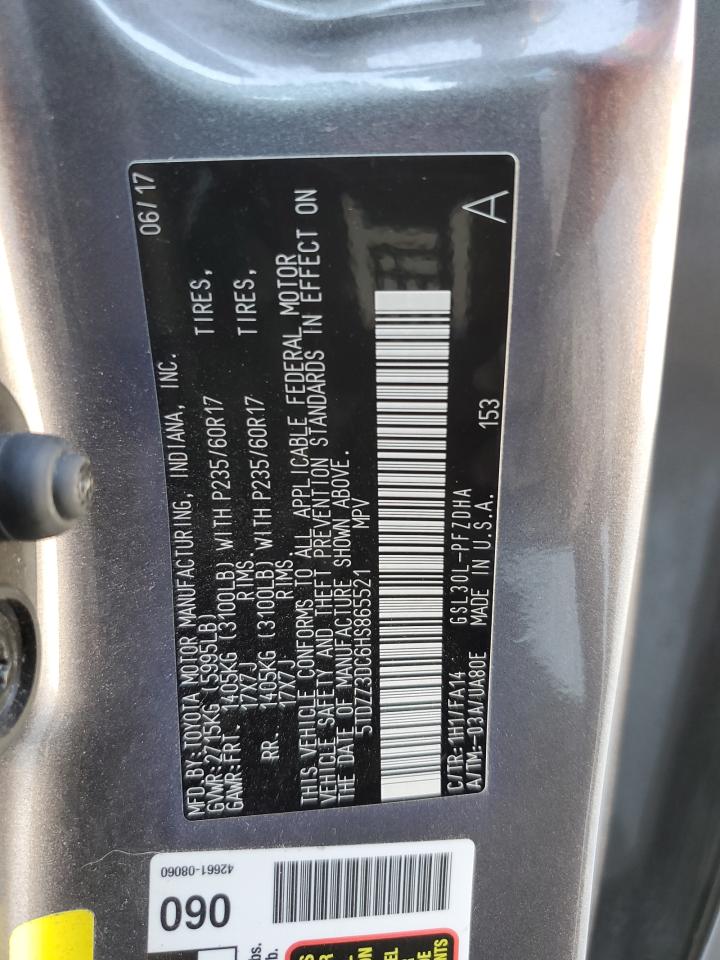 MFD. BY: TOYOTA MOTOR MANUFACTURING, INDIANA, INC. 06/17
GVWR: 2715KG (5995LB)
GAWR: FRT. 1405KG (3100LB) WITH P235/60R17 TIRES,
17X7J RIMS.
RR. 1405KG (3100LB) WITH P235/60R17 TIRES,
17X7J RIMS.
THIS VEHICLE CONFORMS TO ALL APPLICABLE FEDERAL MOTOR
VEHICLE SAFETY AND THEFT PREVENTION STANDARDS IN EFFECT ON
THE DATE OF MANUFACTURE SHOWN ABOVE.
5TDZZ3DC6HS865521 MPV
C/TR: 1H1/FA14 GSL30L-PFZDHA
A/TM: -03A/UA80E MADE IN U.S.A. 153 A
42661-08060
060